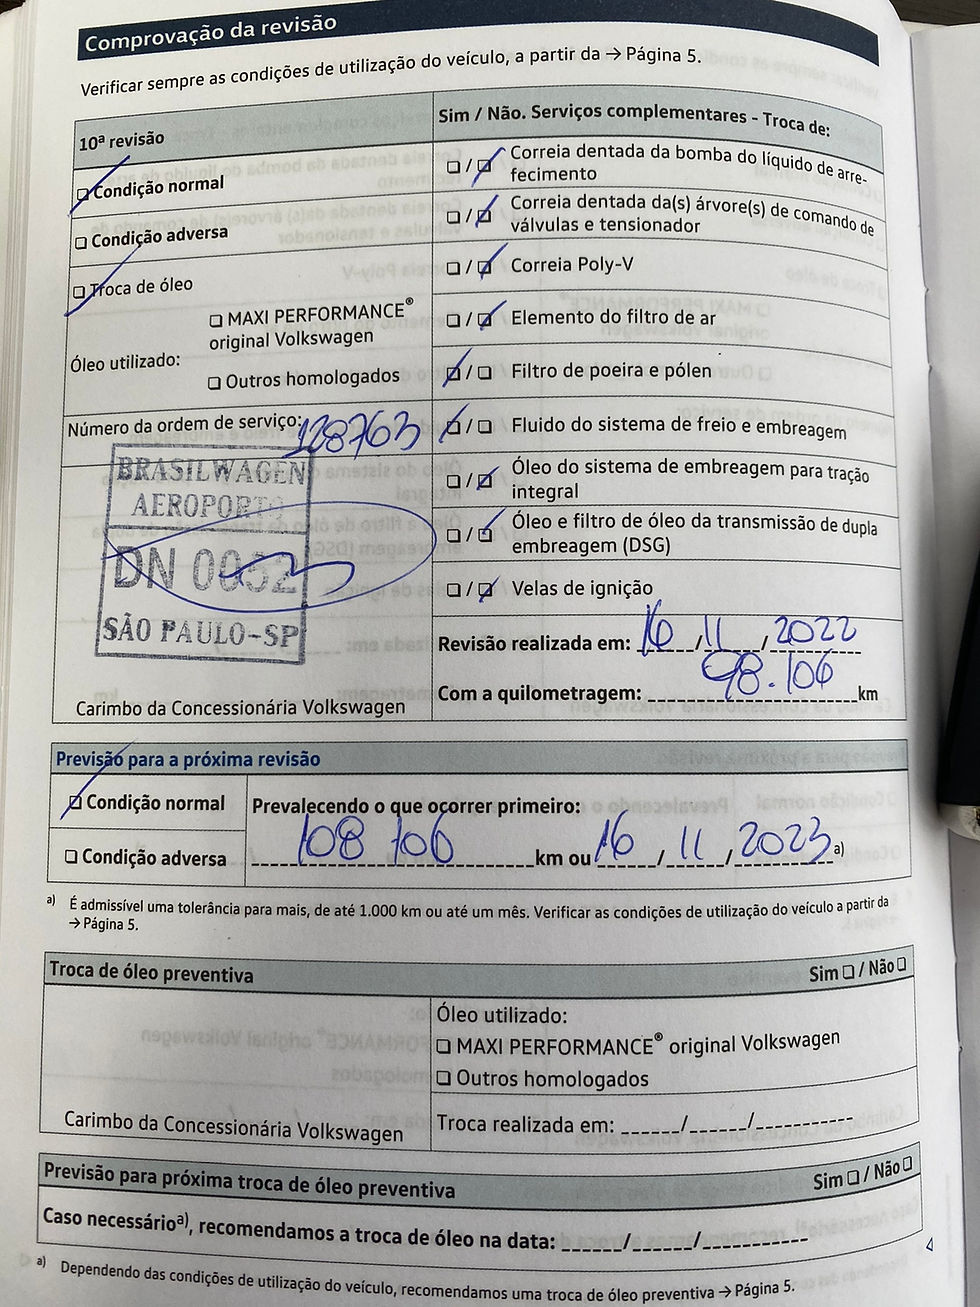 Comprovação da revisão
Verificar sempre as condições de utilização do veículo, a partir da → Página 5.
10ª revisão
❑ Condição normal
❑ Condição adversa
❑ Troca de óleo
Óleo utilizado:
❑ MAXI PERFORMANCE®
original Volkswagen
❑ Outros homologados
Número da ordem de serviço: 128763
BRASILWAGEN
AEROPORTO
DN 0052
SÃO PAULO-SP
Carimbo da Concessionária Volkswagen
Sim / Não. Serviços complementares - Troca de:
❑ / ❑ Correia dentada da bomba do líquido de arre-
fecimento
❑ / ❑ Correia dentada da(s) árvore(s) de comando de
válvulas e tensionador
❑ / ❑ Correia Poly-V
❑ / ❑ Elemento do filtro de ar
❑ / ❑ Filtro de poeira e pólen
❑ / ❑ Fluido do sistema de freio e embreagem
❑ / ❑ Óleo do sistema de embreagem para tração
integral
❑ / ❑ Óleo e filtro de óleo da transmissão de dupla
embreagem (DSG)
❑ / ❑ Velas de ignição
Revisão realizada em: 16/11/2022
Com a quilometragem: 98.106 km
Previsão para a próxima revisão
❑ Condição normal
❑ Condição adversa
Prevalecendo o que ocorrer primeiro:
108 106 km ou 16/11/2023 a)
a) É admissível uma tolerância para mais, de até 1.000 km ou até um mês. Verificar as condições de utilização do veículo a partir da
→ Página 5.
Troca de óleo preventiva Sim ❑ / Não ❑
Óleo utilizado:
❑ MAXI PERFORMANCE® original Volkswagen
❑ Outros homologados
Carimbo da Concessionária Volkswagen
Troca realizada em: ______/______/__________
Previsão para próxima troca de óleo preventiva Sim ❑ / Não ❑
Caso necessário a), recomendamos a troca de óleo na data: ______/______/__________
a) Dependendo das condições de utilização do veículo, recomendamos uma troca de óleo preventiva → Página 5.